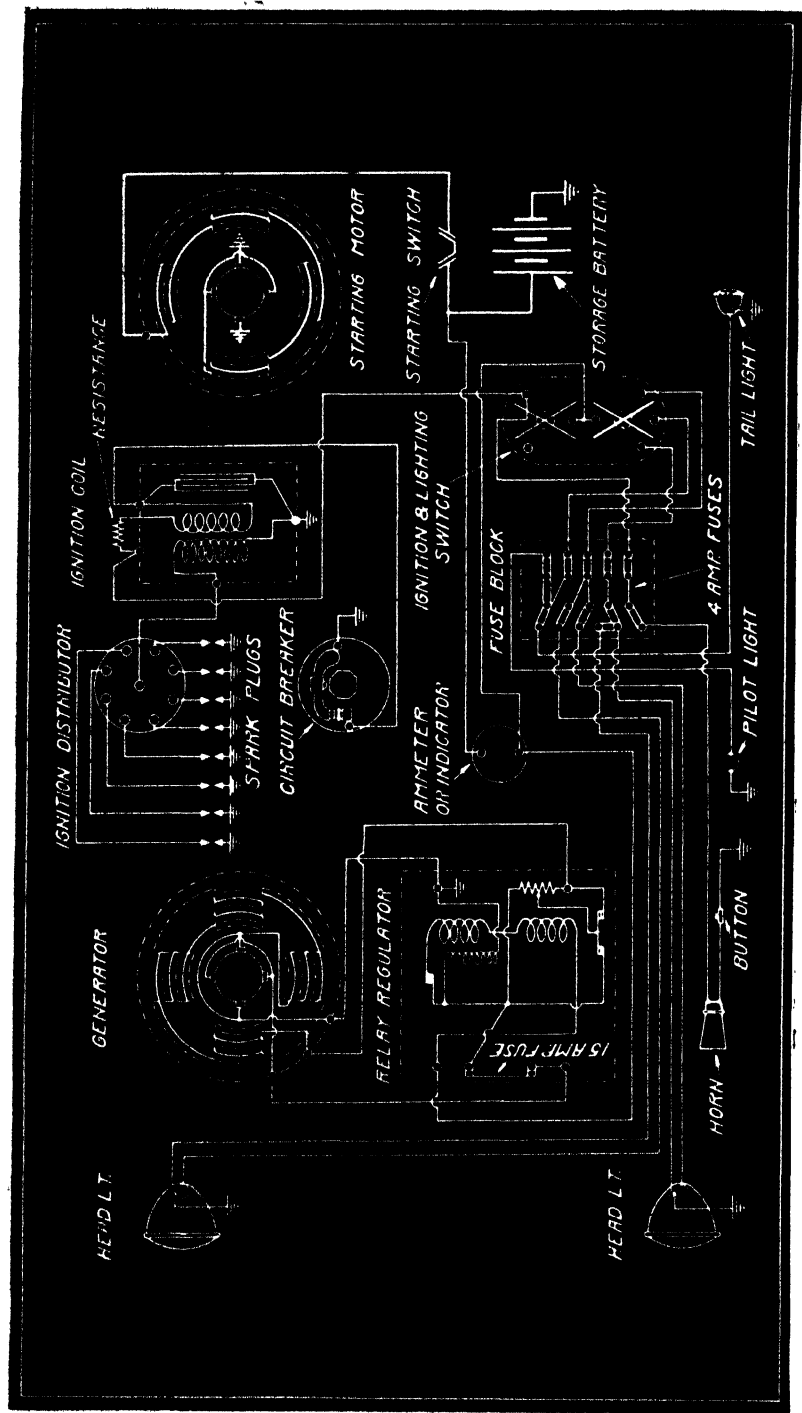 HEAD LT.
GENERATOR
IGNITION DISTRIBUTOR
IGNITION COIL
RESISTANCE
SPARK PLUGS
CIRCUIT BREAKER
STARTING MOTOR
RELAY REGULATOR
15 AMP. FUSE
AMMETER
OR INDICATOR
IGNITION & LIGHTING
SWITCH
STARTING SWITCH
FUSE BLOCK
STORAGE BATTERY
HEAD LT.
HORN
BUTTON
PILOT LIGHT
4 AMP. FUSES
TAIL LIGHT